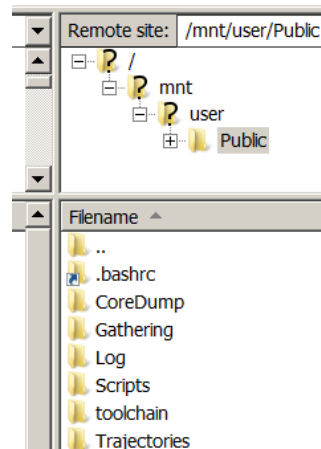 Remote site: /mnt/user/Public
/
mnt
user
Public
Filename
..
.bashrc
CoreDump
Gathering
Log
Scripts
toolchain
Trajectories